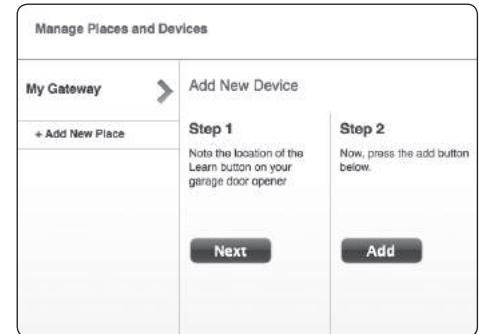 Manage Places and Devices
My Gateway
+ Add New Place
Add New Device
Step 1
Note the location of the
Learn button on your
garage door opener
Next
Step 2
Now, press the add button
below.
Add